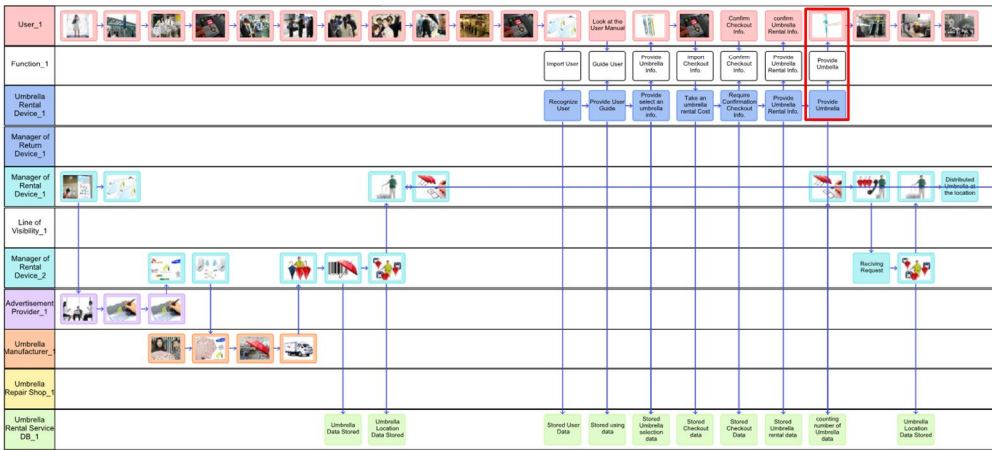 User_1
Look at the
User Manual
Confirm
Checkout
Info.
confirm
Umbrella
Rental Info.
Function_1
Import User
Guide User
Provide
Umbrella
Info.
Import
Checkout
Info.
Confirm
Checkout
Info.
Provide
Umbrella
Rental Info.
Provide
Umbella
Umbrella
Rental
Device_1
Recognize
User
Provide User
Guide
Provide
select an
umbrella
info.
Take an
umbrella
rental Cost
Require
Confirmation
Checkout
Info.
Provide
Umbrella
Rental Info.
Provide
Umbrella
Manager of
Return
Device_1
Manager of
Rental
Device_1
Distributed
Umbrella at
the location
Line of
Visibility_1
Manager of
Rental
Device_2
Reciving
Request
Advertisement
Provider_1
Umbrella
Manufacturer_1
Umbrella
Repair Shop_1
Umbrella
Rental Service
DB_1
Umbrella
Data Stored
Umbrella
Location
Data Stored
Stored User
Data
Stored using
data
Stored
Umbrella
selection
data
Stored
Checkout
data
Stored
Checkout
Data
Stored
Umbrella
rental data
counting
number of
Umbrella
data
Umbrella
Location
Data Stored